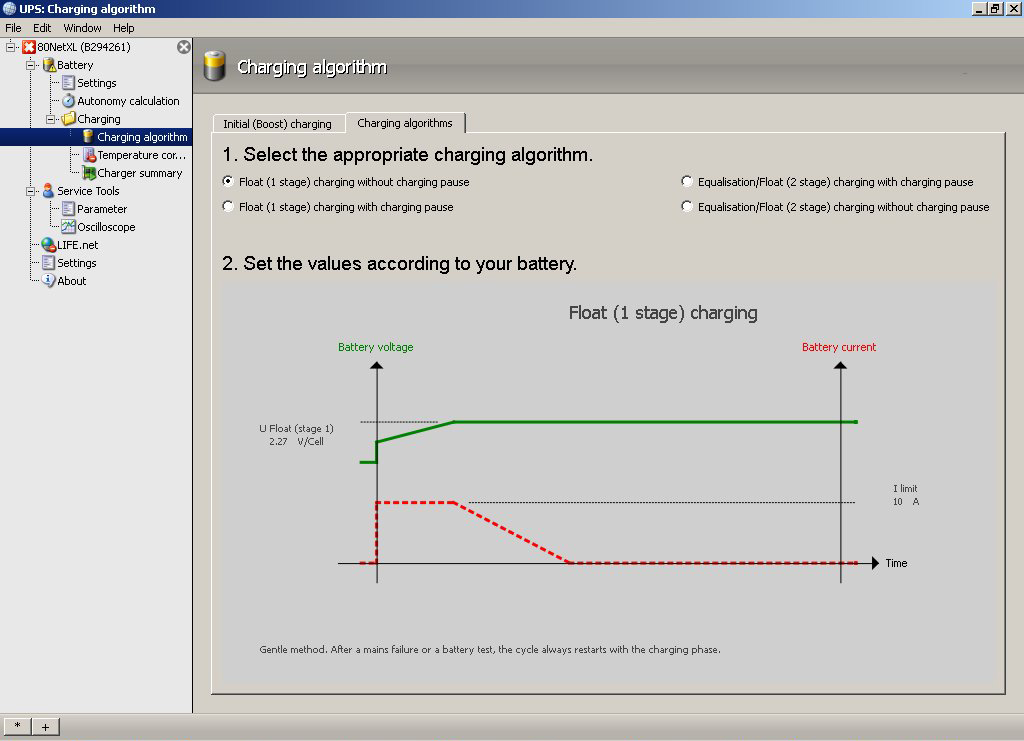 UPS: Charging algorithm
File Edit Window Help
80NetXL (B294261)
Battery
Settings
Autonomy calculation
Charging
Charging algorithm
Temperature cor...
Charger summary
Service Tools
Parameter
Oscilloscope
LIFE.net
Settings
About
Charging algorithm
Initial (Boost) charging Charging algorithms
1. Select the appropriate charging algorithm.
Float (1 stage) charging without charging pause
Equalisation/Float (2 stage) charging with charging pause
Float (1 stage) charging with charging pause
Equalisation/Float (2 stage) charging without charging pause
2. Set the values according to your battery.
Float (1 stage) charging
Battery voltage
Battery current
U Float (stage 1)
2.27 V/Cell
I limit
10 A
Time
Gentle method. After a mains failure or a battery test, the cycle always restarts with the charging phase.
* +